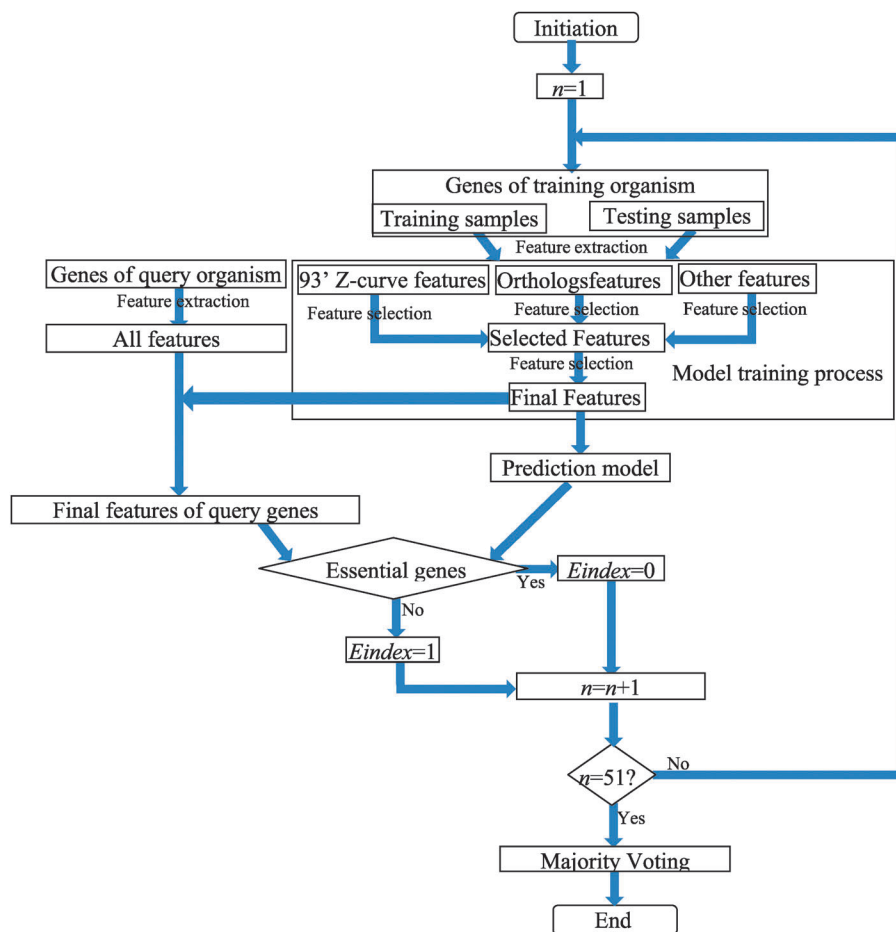 Initiation
n=1
Genes of training organism
Training samples
Testing samples
Feature extraction
Genes of query organism
Feature extraction
All features
93’ Z-curve features
Orthologsfeatures
Other features
Feature selection
Feature selection
Feature selection
Selected Features
Feature selection
Model training process
Final Features
Prediction model
Final features of query genes
Essential genes
Yes
Eindex=0
No
Eindex=1
n=n+1
n=51?
No
Yes
Majority Voting
End